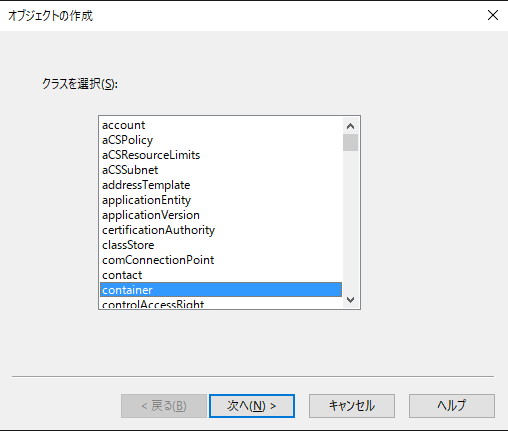 オブジェクトの作成
クラスを選択(S):
account
aCSPolicy
aCSResourceLimits
aCSSubnet
addressTemplate
applicationEntity
applicationVersion
certificationAuthority
classStore
comConnectionPoint
contact
container
controlAccessRight
< 戻る(B)
次へ(N) >
キャンセル
ヘルプ